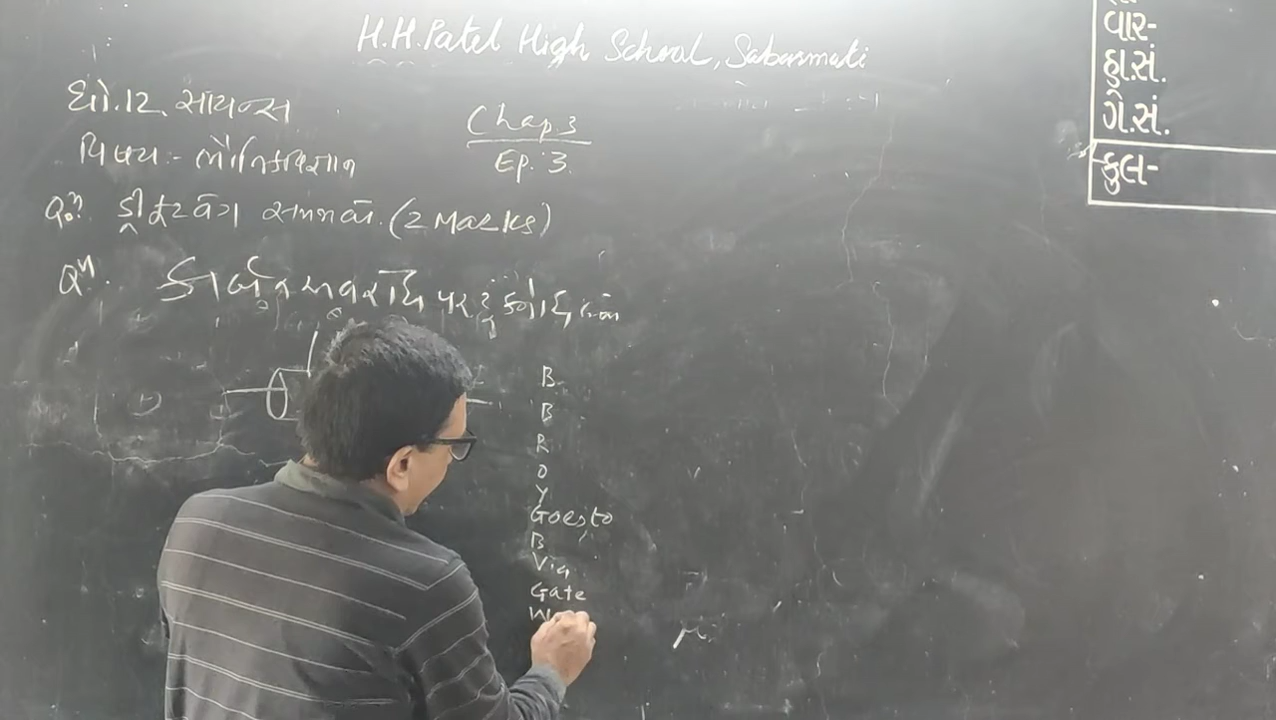 H.H. Patel High School, Sabarmati
ધો.12. સાયન્સ
વિષય:- ભૌતિકવિજ્ઞાન
Chap. 3
Ep. 3
ડ્રીફ્ટ વેગ સમજાવો. (2 Marks)
કાર્બન અવરોધ પર
B
B
R
O
Y
Goes to
B
Via
Gate
W
વાર-
હા.સં.
ગે.સં.
કુલ-